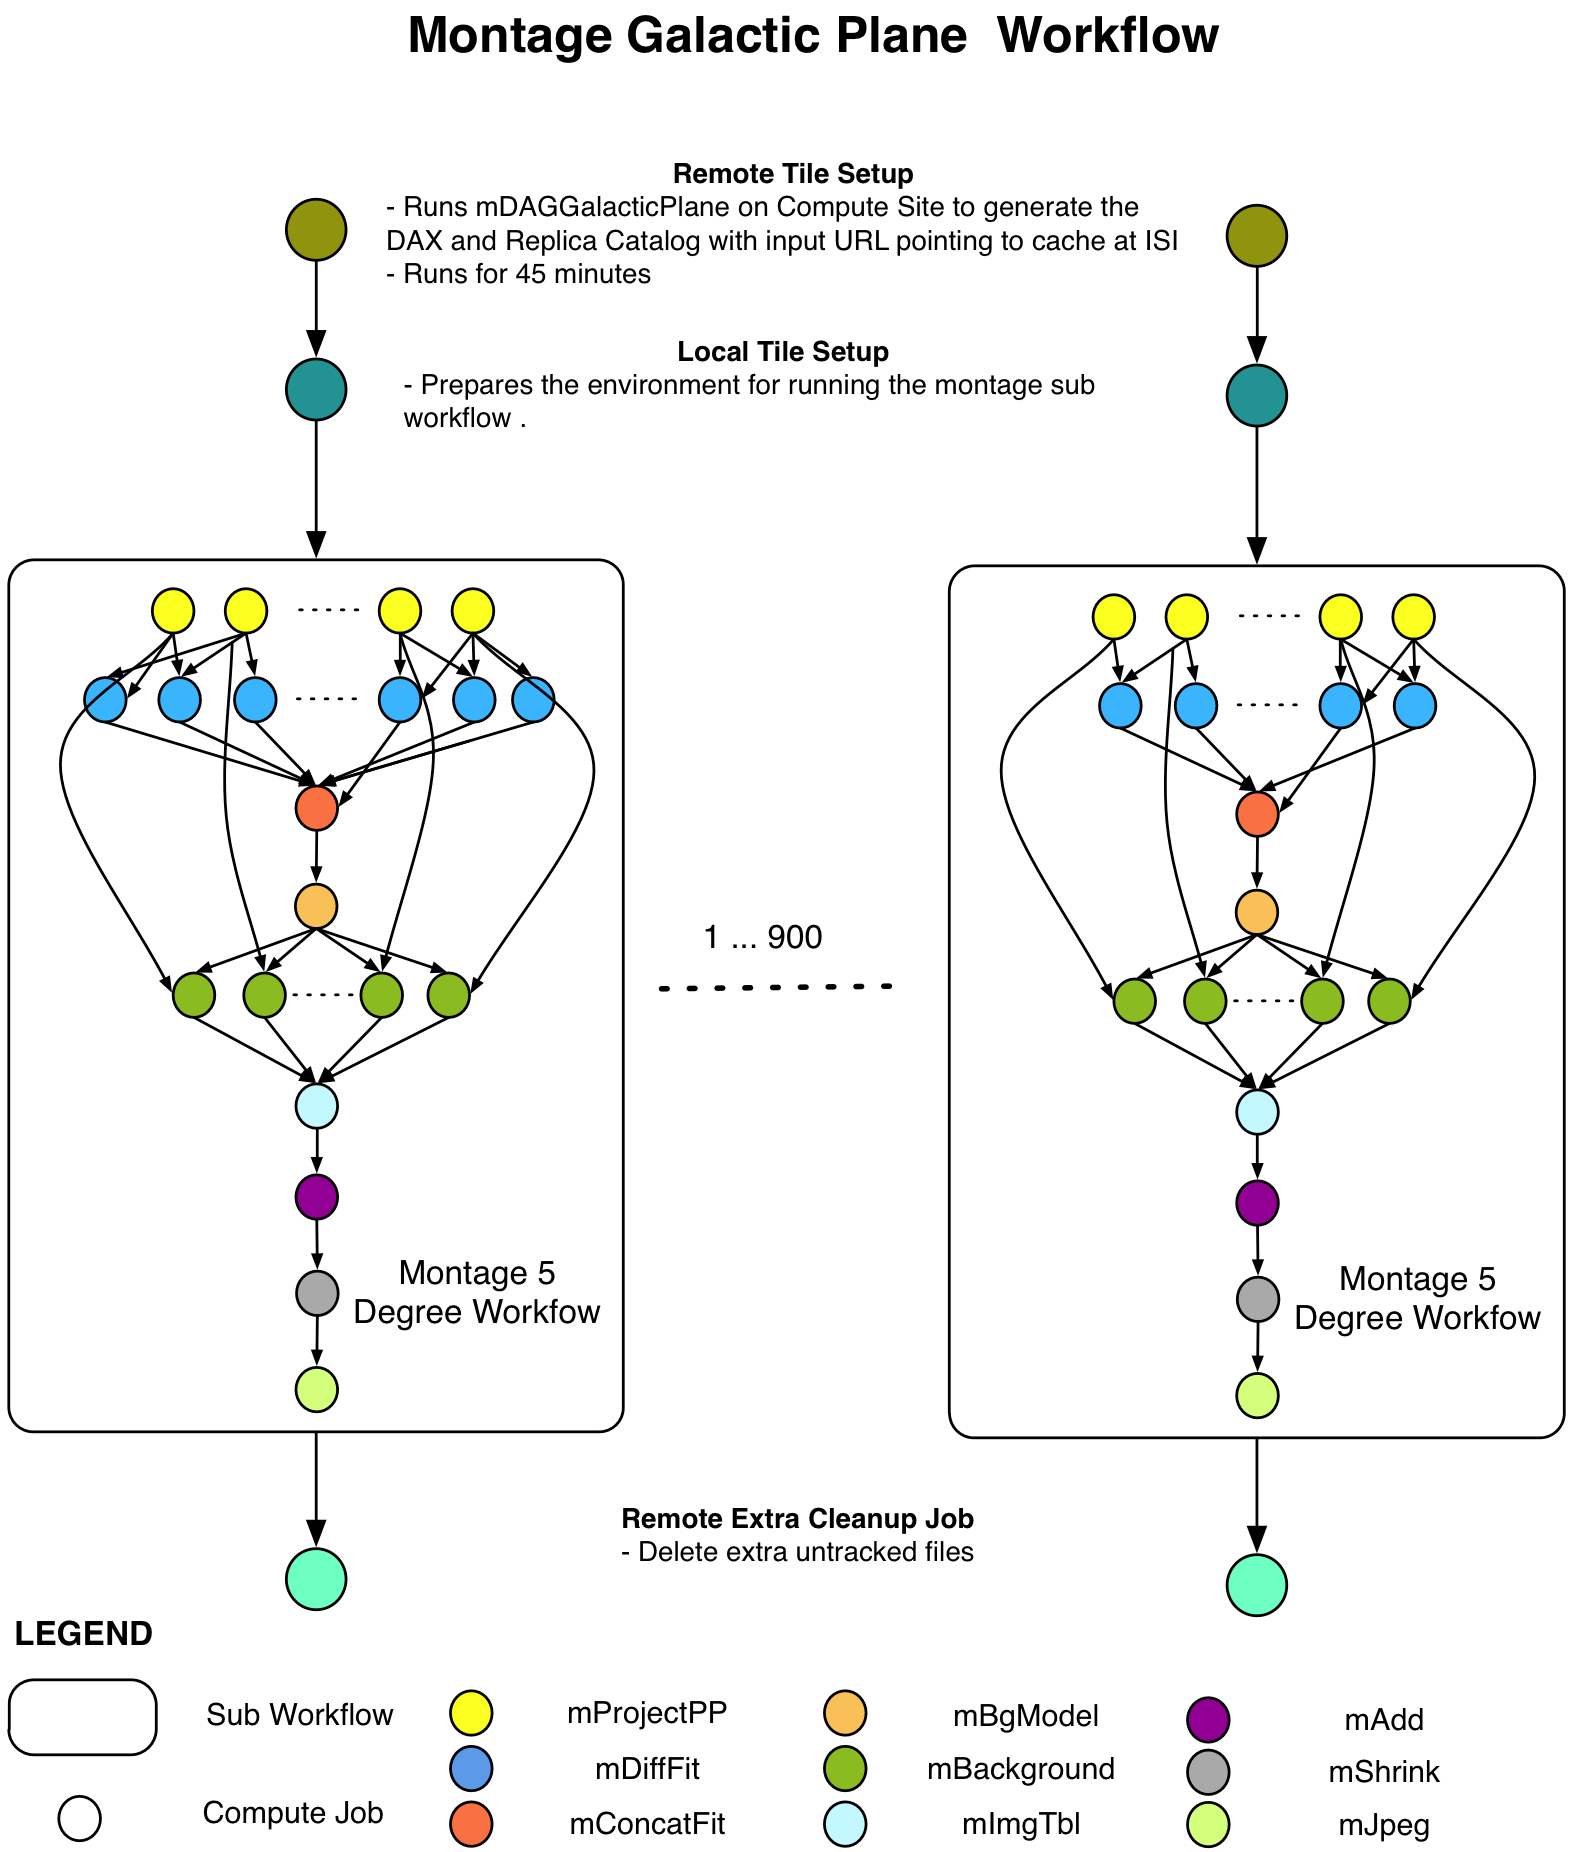 Montage Galactic Plane Workflow
Remote Tile Setup
- Runs mDAGGalacticPlane on Compute Site to generate the
DAX and Replica Catalog with input URL pointing to cache at ISI
- Runs for 45 minutes
Local Tile Setup
- Prepares the environment for running the montage sub
workflow .
1 ... 900
Montage 5
Degree Workfow
Montage 5
Degree Workfow
Remote Extra Cleanup Job
- Delete extra untracked files
LEGEND
Sub Workflow
Compute Job
mProjectPP
mDiffFit
mConcatFit
mBgModel
mBackground
mImgTbl
mAdd
mShrink
mJpeg